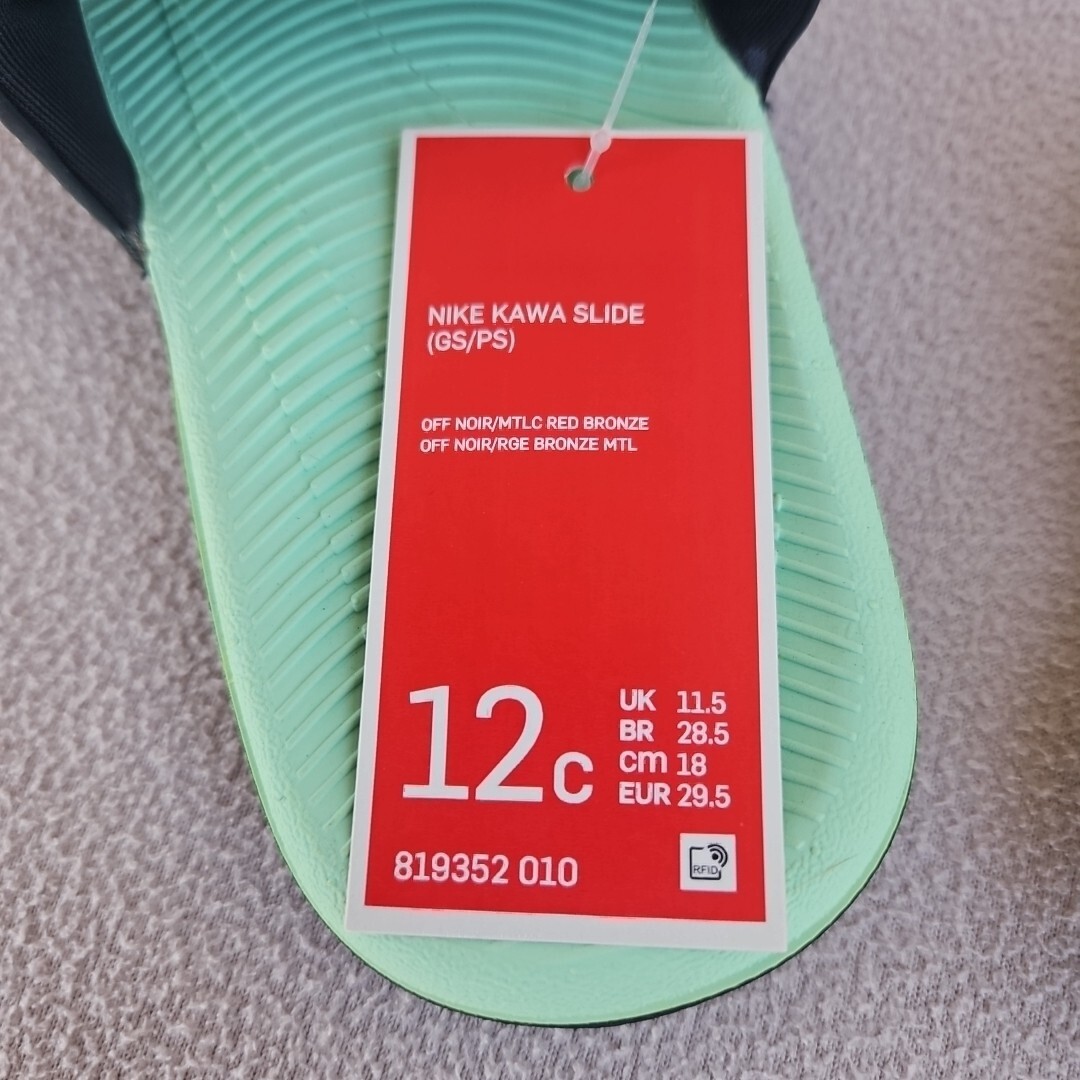 NIKE KAWA SLIDE
(GS/PS)
OFF NOIR/MTLC RED BRONZE
OFF NOIR/RGE BRONZE MTL
12c
UK 11.5
BR 28.5
cm 18
EUR 29.5
819352 010
RFID